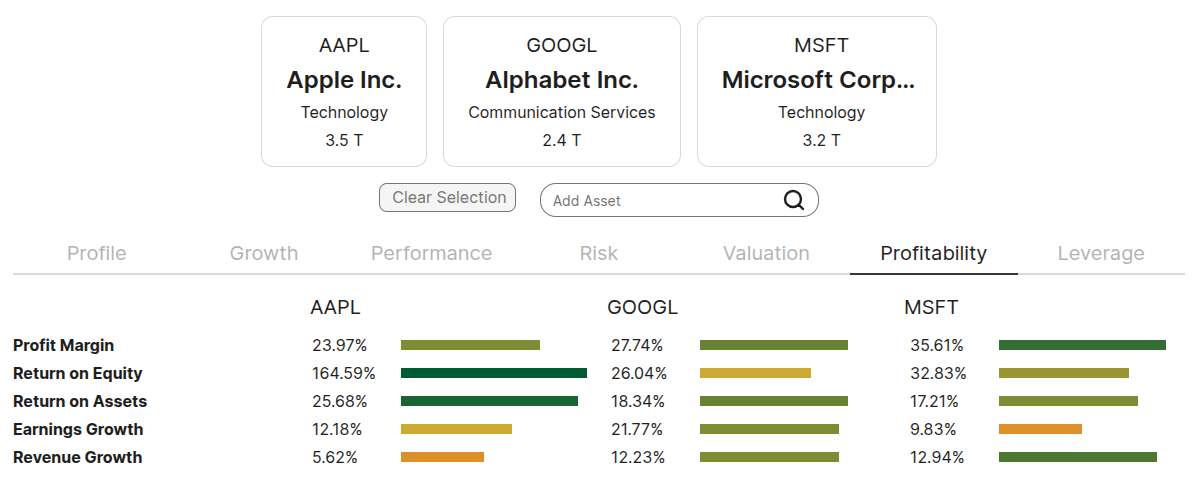 AAPL GOOGL MSFT
Apple Inc. Alphabet Inc. Microsoft Corp...
Technology Communication Services Technology
3.5 T 2.4 T 3.2 T
Clear Selection Add Asset
Profile Growth Performance Risk Valuation Profitability Leverage
AAPL GOOGL MSFT
Profit Margin 23.97% 27.74% 35.61%
Return on Equity 164.59% 26.04% 32.83%
Return on Assets 25.68% 18.34% 17.21%
Earnings Growth 12.18% 21.77% 9.83%
Revenue Growth 5.62% 12.23% 12.94%